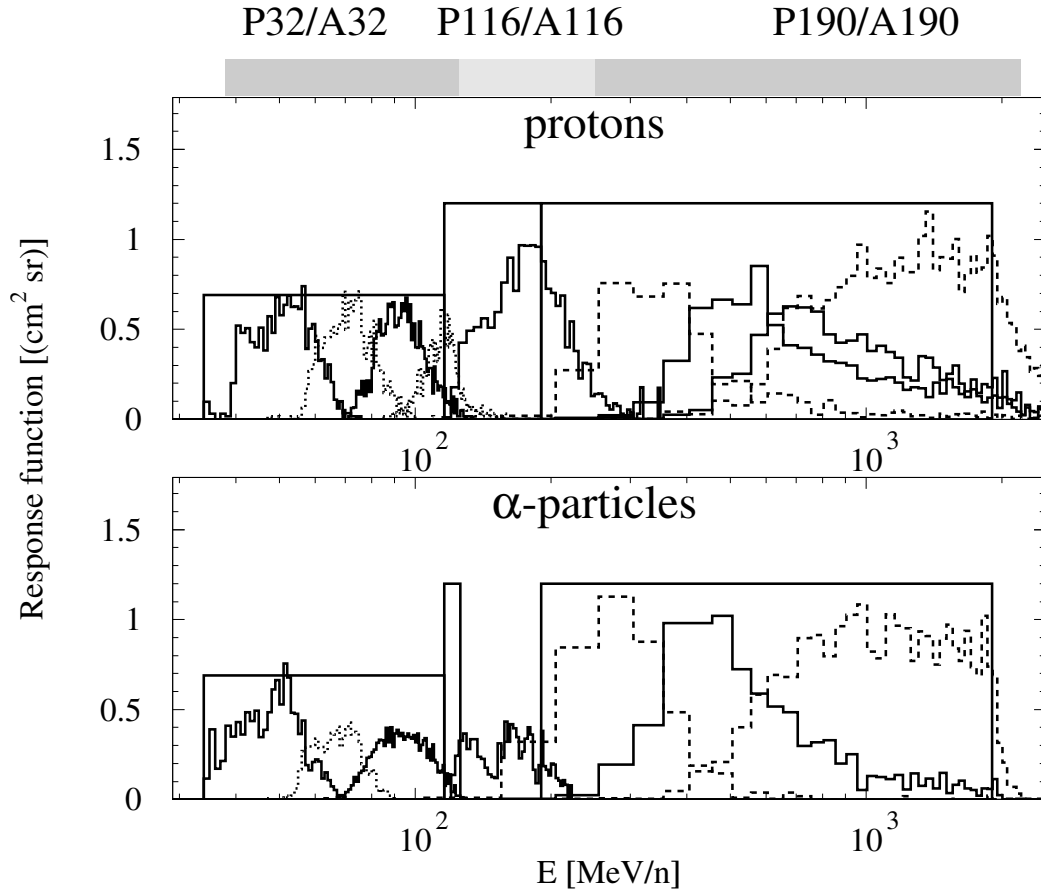 P32/A32 P116/A116 P190/A190
protons
1.5
1
0.5
0
10^2 10^3
α-particles
1.5
1
0.5
0
10^2 10^3
E [MeV/n]
Response function [(cm^2 sr)]